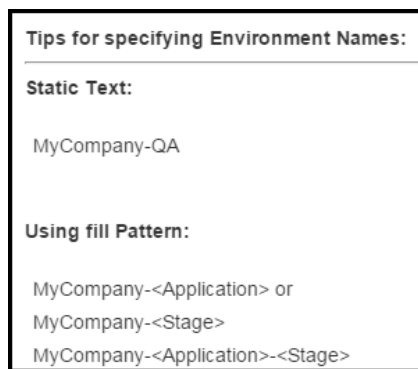 Tips for specifying Environment Names:
Static Text:
MyCompany-QA
Using fill Pattern:
MyCompany-<Application> or
MyCompany-<Stage>
MyCompany-<Application>-<Stage>